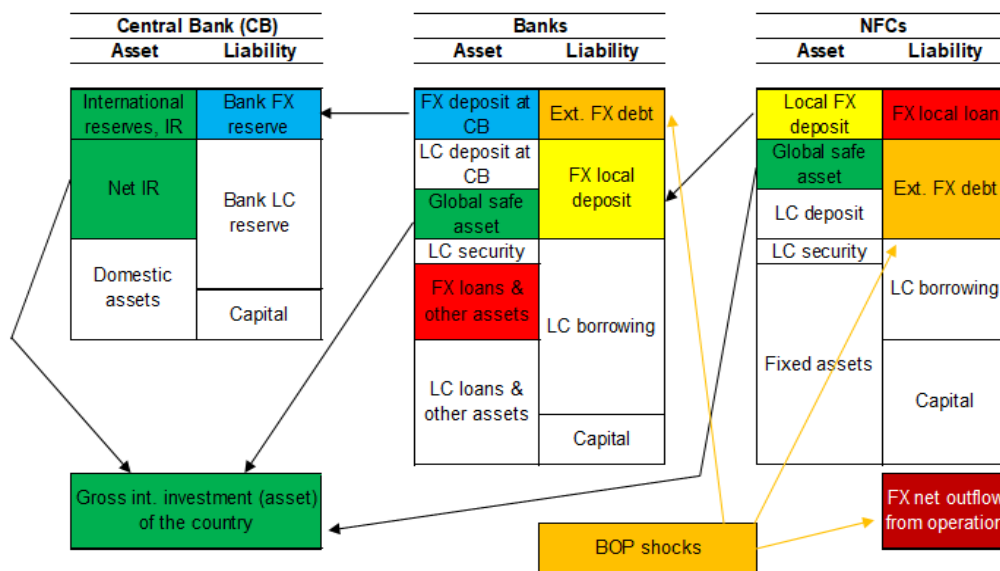 Central Bank (CB)
Asset Liability
International
reserves, IR
Bank FX
reserve
Net IR
Bank LC
reserve
Domestic
assets
Capital
Banks
Asset Liability
FX deposit at
CB
Ext. FX debt
LC deposit at
CB
FX local
deposit
Global safe
asset
LC security
FX loans &
other assets
LC borrowing
LC loans &
other assets
Capital
NFCs
Asset Liability
Local FX
deposit
FX local loan
Global safe
asset
Ext. FX debt
LC deposit
LC security
LC borrowing
Fixed assets
Capital
Gross int. investment (asset)
of the country
BOP shocks
FX net outflow
from operation